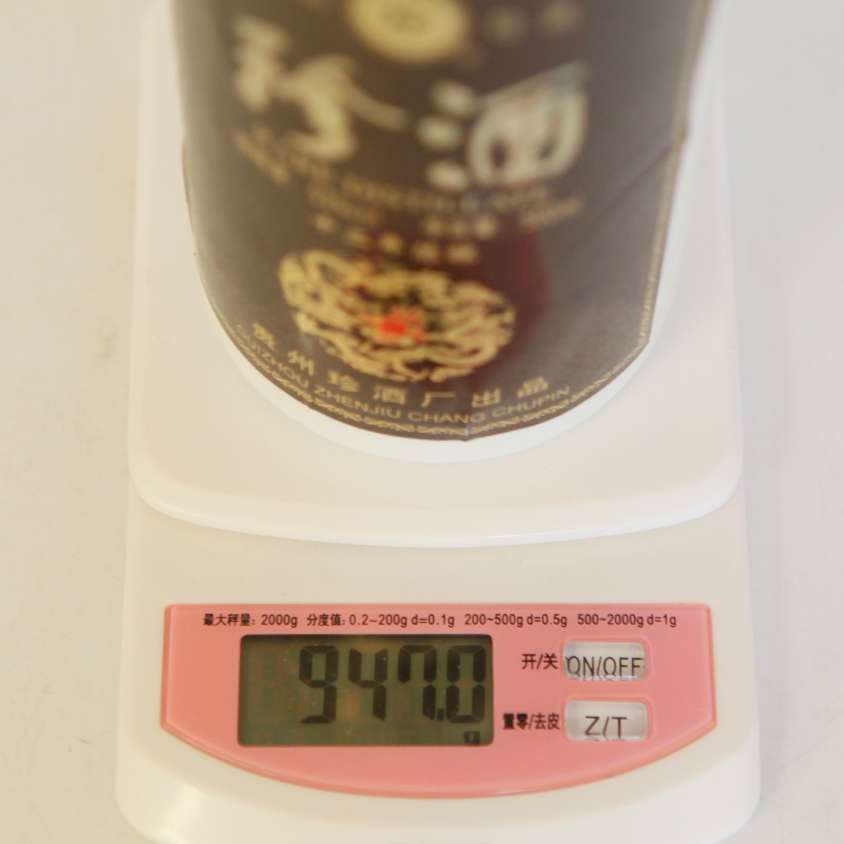 珍酒
贵州珍酒厂出品
GUIZHOU ZHENJIU CHANG CHUPIN
最大秤量: 2000g 分度值: 0.2~200g d=0.1g 200~500g d=0.5g 500~2000g d=1g
947.0
g
开/关 ON/OFF
置零/去皮 Z/T